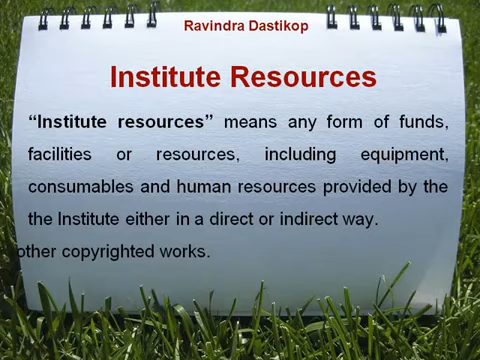 Ravindra Dastikop
Institute Resources
“Institute resources” means any form of funds,
facilities or resources, including equipment,
consumables and human resources provided by the
the Institute either in a direct or indirect way.
other copyrighted works.